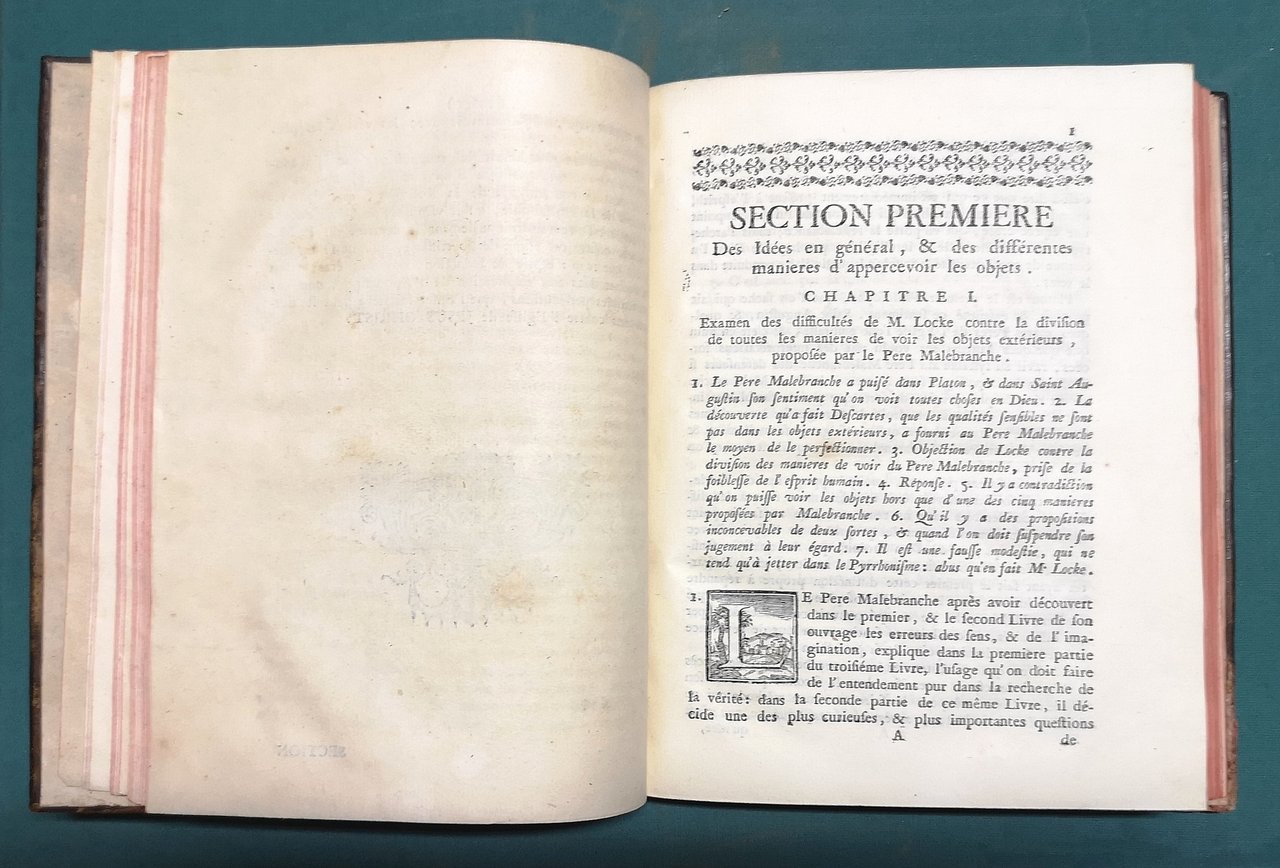 1
SECTION PREMIERE
Des Idées en général, & des différentes
manieres d'appercevoir les objets.
CHAPITRE I.
Examen des difficultés de M. Locke contre la diviſion
de toutes les manieres de voir les objets extérieurs,
propoſée par le Pere Malebranche.
1. Le Pere Malebranche a puiſé dans Platon, & dans Saint Au-
guſtin ſon ſentiment qu'on voit toutes choſes en Dieu. 2. La
découverte qu'a fait Deſcartes, que les qualités ſenſibles ne ſont
pas dans les objets extérieurs, a fourni au Pere Malebranche
le moyen de le perfectionner. 3. Objection de Locke contre la
diviſion des manieres de voir du Pere Malebranche, priſe de la
foibleſſe de l'eſprit humain. 4. Réponſe. 5. Il y a contradiction
qu'on puiſſe voir les objets hors que d'une des cinq manieres
propoſées par Malebranche. 6. Qu'il y a des propoſitions
inconcevables de deux ſortes, & quand l'on doit ſuſpendre ſon
jugement à leur égard. 7. Il eſt une fauſſe modeſtie, qui ne
tend qu'à jetter dans le Pyrrhoniſme: abus qu'en fait Mr Locke.
1. LE Pere Malebranche après avoir découvert
dans le premier, & le ſecond Livre de ſon
ouvrage les erreurs des ſens, & de l'ima-
gination, explique dans la premiere partie
du troiſiéme Livre, l'uſage qu'on doit faire
de l'entendement pur dans la recherche de
la vérité: dans la ſeconde partie de ce même Livre, il dé-
cide une des plus curieuſes, & plus importantes queſtions
A
de